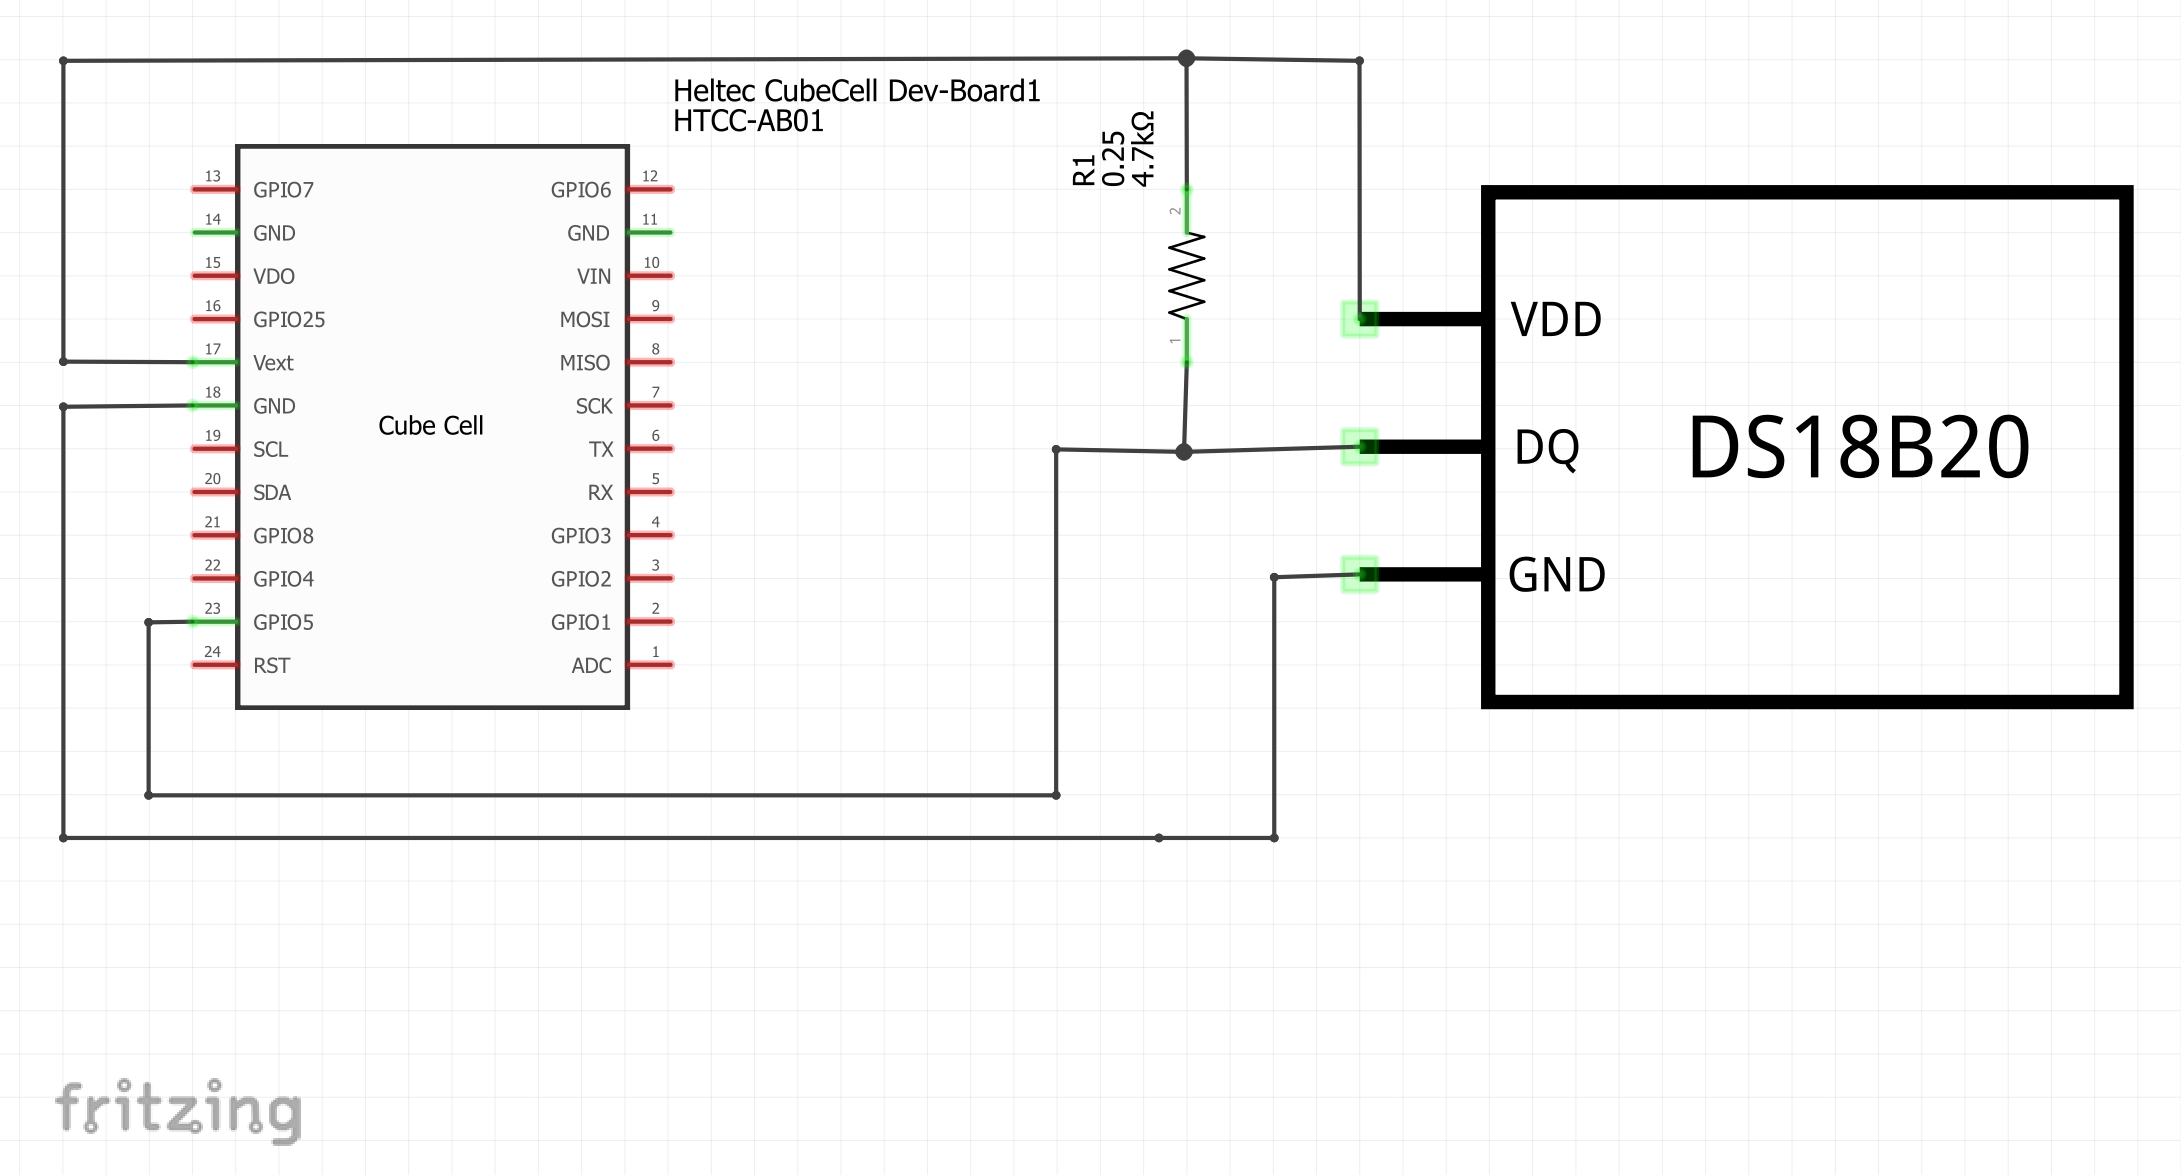 Heltec CubeCell Dev-Board1
HTCC-AB01
R1
0.25
4.7kΩ
2
1
13 GPIO7
14 GND
15 VDO
16 GPIO25
17 Vext
18 GND
19 SCL
20 SDA
21 GPIO8
22 GPIO4
23 GPIO5
24 RST
Cube Cell
GPIO6 12
GND 11
VIN 10
MOSI 9
MISO 8
SCK 7
TX 6
RX 5
GPIO3 4
GPIO2 3
GPIO1 2
ADC 1
VDD
DQ
GND
DS18B20
fritzing